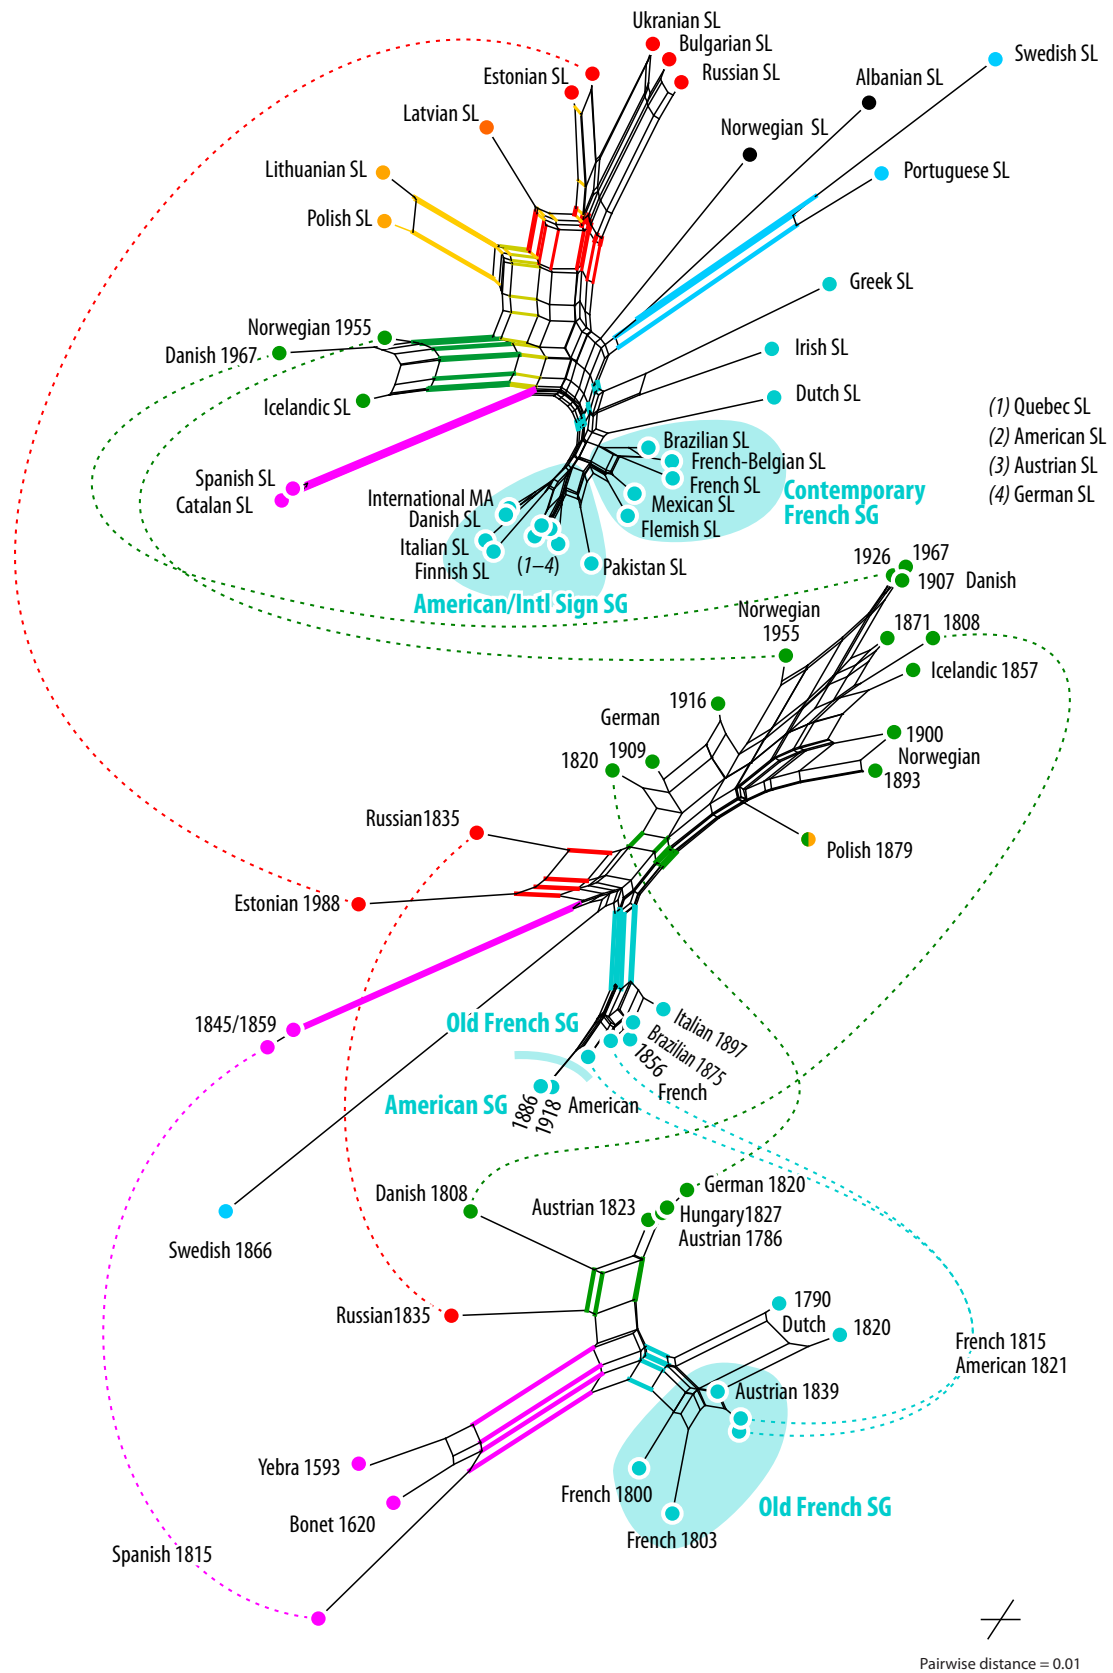 Ukranian SL
Bulgarian SL
Russian SL
Estonian SL
Swedish SL
Albanian SL
Latvian SL
Norwegian SL
Lithuanian SL
Portuguese SL
Polish SL
Greek SL
Norwegian 1955
Danish 1967
Irish SL
Icelandic SL
Dutch SL
(1) Quebec SL
(2) American SL
(3) Austrian SL
(4) German SL
Brazilian SL
French-Belgian SL
French SL
Mexican SL
Flemish SL
Contemporary
French SG
Spanish SL
Catalan SL
International MA
Danish SL
Italian SL
Finnish SL
(1–4)
Pakistan SL
American/Intl Sign SG
1926
1967
1907 Danish
Norwegian
1955
1871
1808
Icelandic 1857
1916
German
1909
1820
1900
Norwegian
1893
Russian1835
Polish 1879
Estonian 1988
1845/1859
Old French SG
Italian 1897
Brazilian 1875
1856
French
American SG
1886
1918
American
Swedish 1866
Danish 1808
German 1820
Austrian 1823
Hungary1827
Austrian 1786
Russian1835
1790
Dutch
1820
French 1815
American 1821
Austrian 1839
Yebra 1593
Bonet 1620
French 1800
Old French SG
French 1803
Spanish 1815
Pairwise distance = 0.01